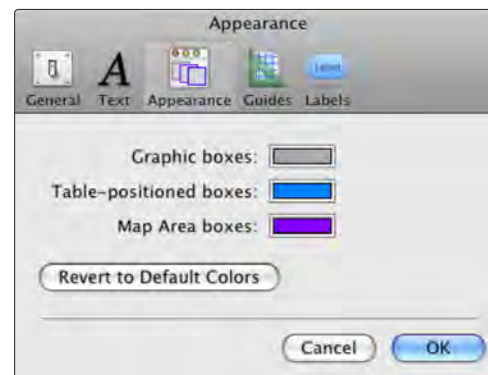 Appearance
General Text Appearance Guides Labels
Graphic boxes:
Table-positioned boxes:
Map Area boxes:
Revert to Default Colors
Cancel OK